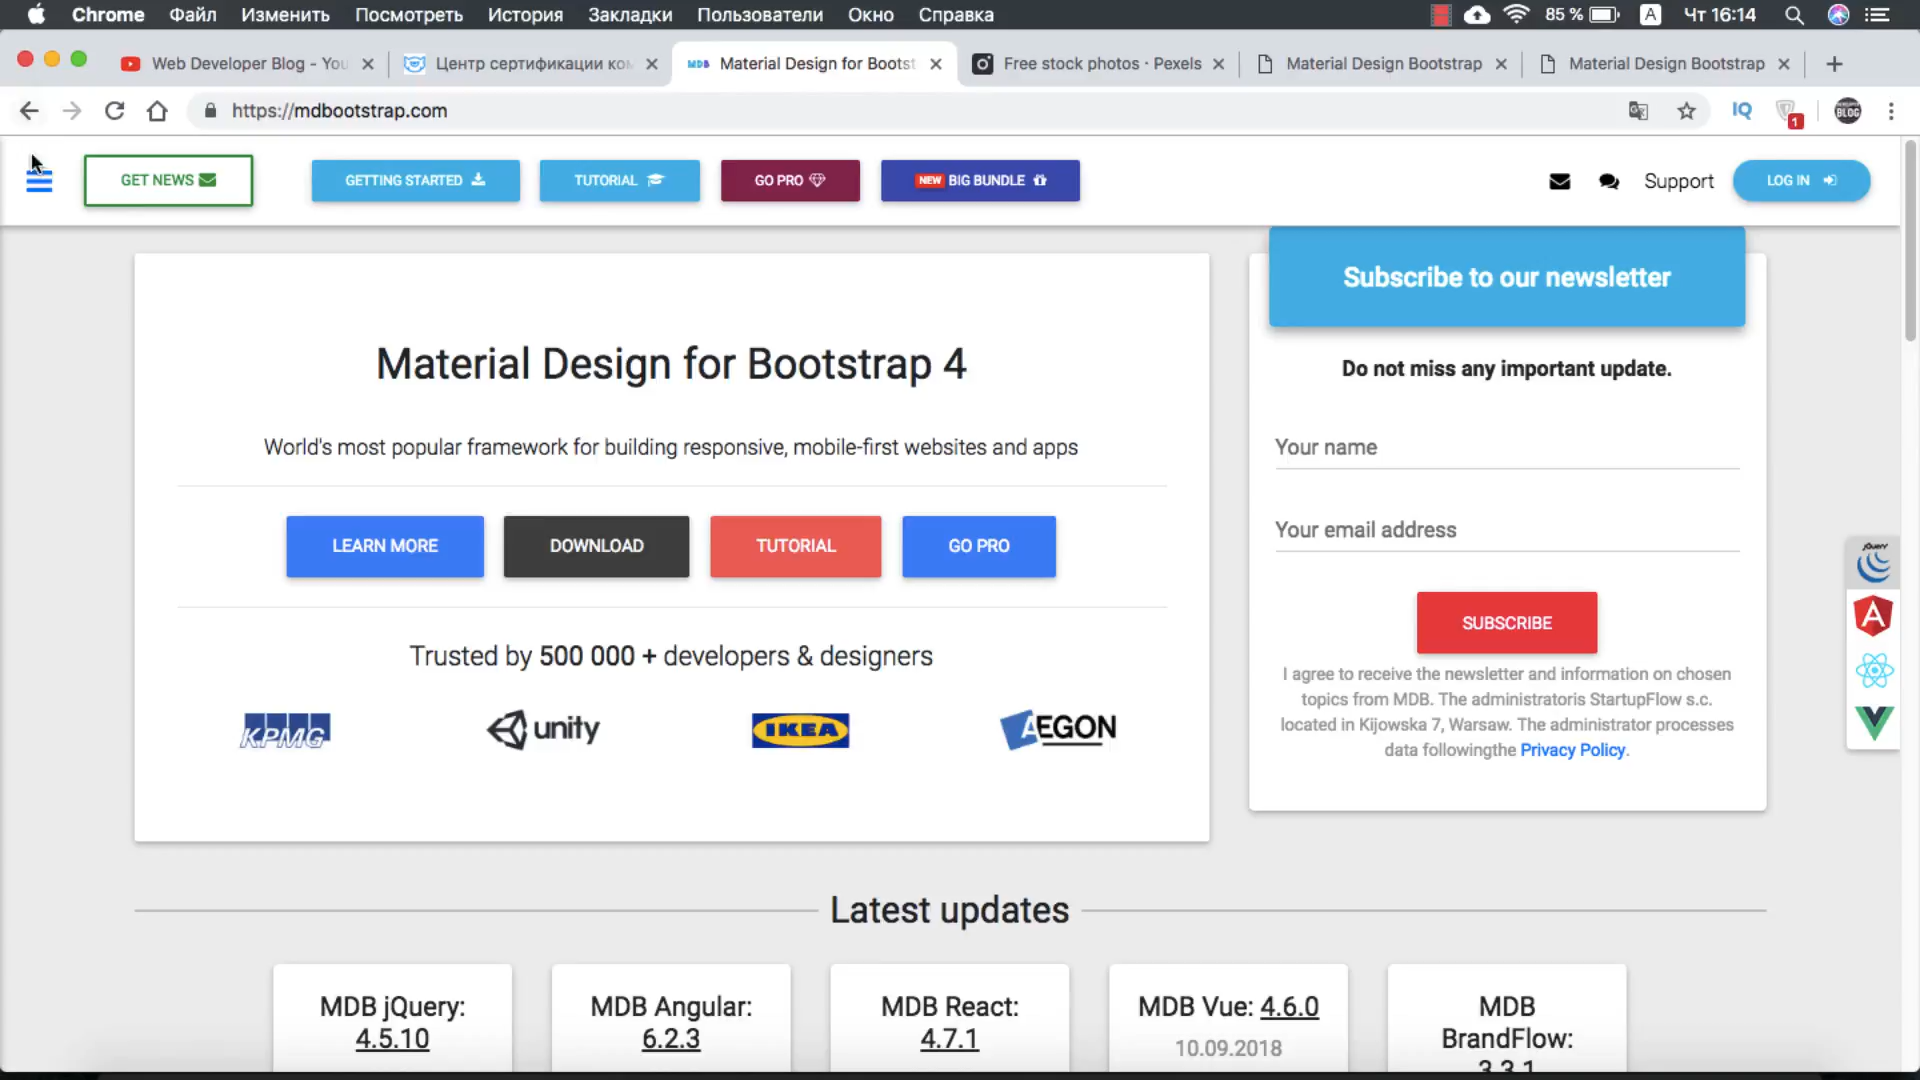 Chrome Файл Изменить Посмотреть История Закладки Пользователи Окно Справка 85 % A Чт 16:14
Web Developer Blog - You Центр сертификации ком Material Design for Bootst Free stock photos · Pexels Material Design Bootstrap Material Design Bootstrap
https://mdbootstrap.com IQ 1 BLOG
GET NEWS GETTING STARTED TUTORIAL GO PRO NEW BIG BUNDLE Support LOG IN
Material Design for Bootstrap 4
World's most popular framework for building responsive, mobile-first websites and apps
LEARN MORE DOWNLOAD TUTORIAL GO PRO
Trusted by 500 000 + developers & designers
KPMG unity IKEA AEGON
Subscribe to our newsletter
Do not miss any important update.
Your name
Your email address
SUBSCRIBE
I agree to receive the newsletter and information on chosen
topics from MDB. The administratoris StartupFlow s.c.
located in Kijowska 7, Warsaw. The administrator processes
data followingthe Privacy Policy.
jQuery
Latest updates
MDB jQuery:
4.5.10
MDB Angular:
6.2.3
MDB React:
4.7.1
MDB Vue: 4.6.0
10.09.2018
MDB
BrandFlow:
3.3.1